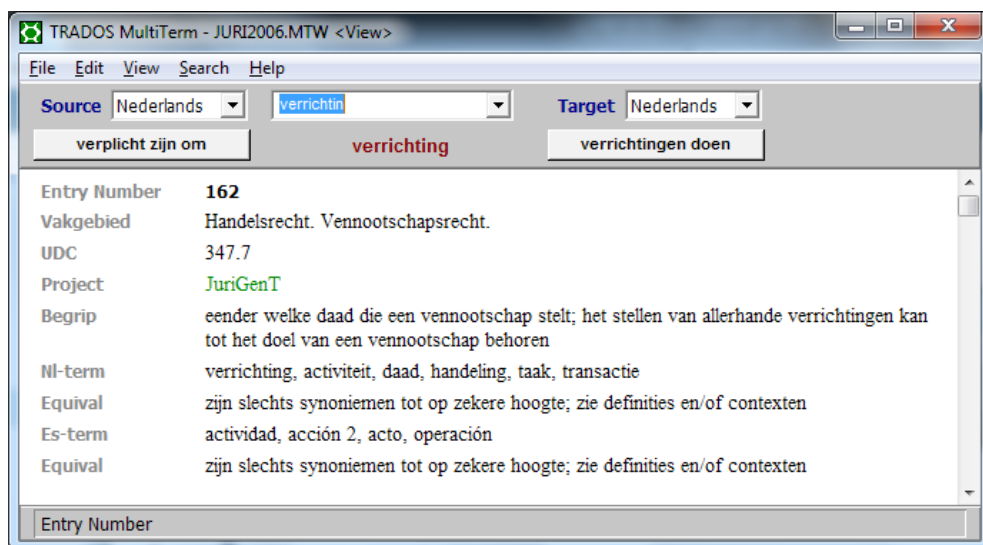 TRADOS MultiTerm - JURI2006.MTW <View>
File Edit View Search Help
Source Nederlands verrichtin Target Nederlands
verplicht zijn om verrichting verrichtingen doen
Entry Number 162
Vakgebied Handelsrecht. Vennootschapsrecht.
UDC 347.7
Project JuriGenT
Begrip eender welke daad die een vennootschap stelt; het stellen van allerhande verrichtingen kan
tot het doel van een vennootschap behoren
Nl-term verrichting, activiteit, daad, handeling, taak, transactie
Equival zijn slechts synoniemen tot op zekere hoogte; zie definities en/of contexten
Es-term actividad, acción 2, acto, operación
Equival zijn slechts synoniemen tot op zekere hoogte; zie definities en/of contexten
Entry Number